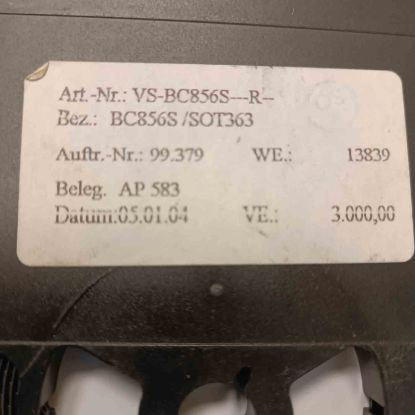 Art.-Nr.: VS-BC856S---R--
Bez.: BC856S /SOT363
Auftr.-Nr.: 99.379 WE.: 13839
Beleg. AP 583
Datum:05.01.04 VE.: 3.000,00